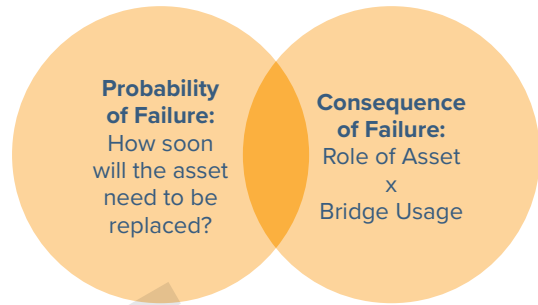 Probability
of Failure:
How soon
will the asset
need to be
replaced?
Consequence
of Failure:
Role of Asset
x
Bridge Usage